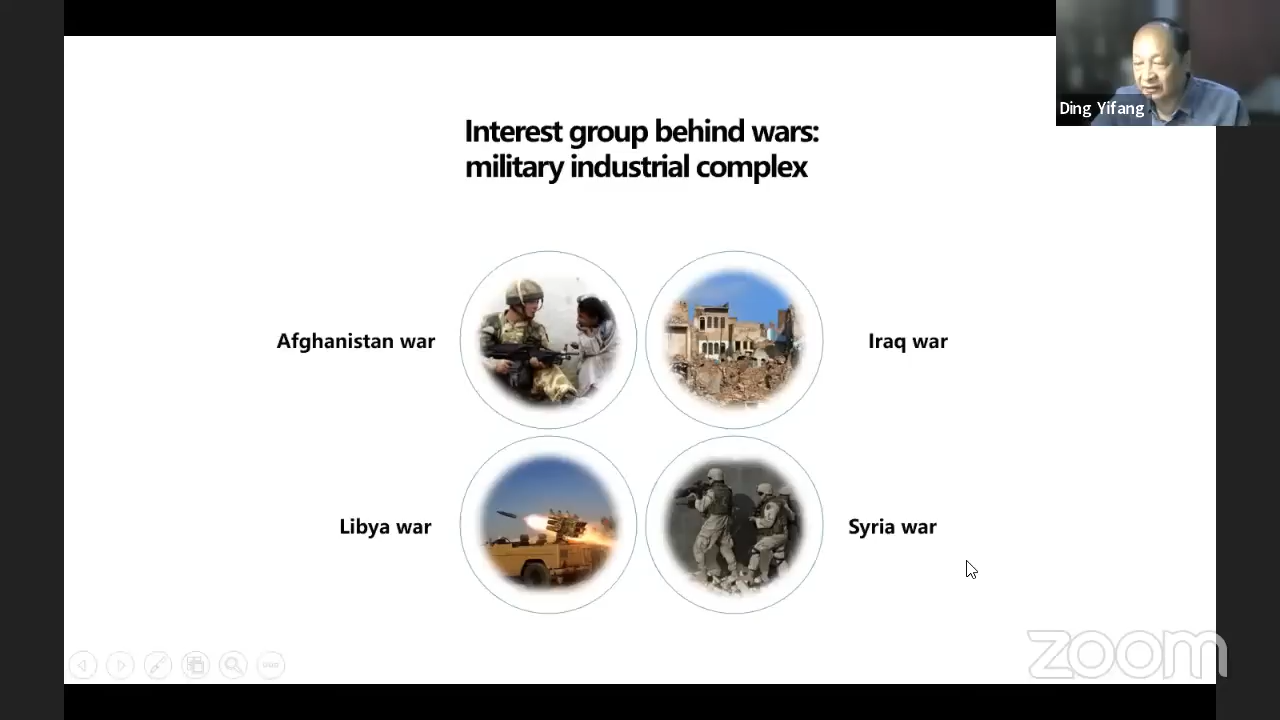 Ding Yifang
Interest group behind wars:
military industrial complex
Afghanistan war
Iraq war
Libya war
Syria war
zoom